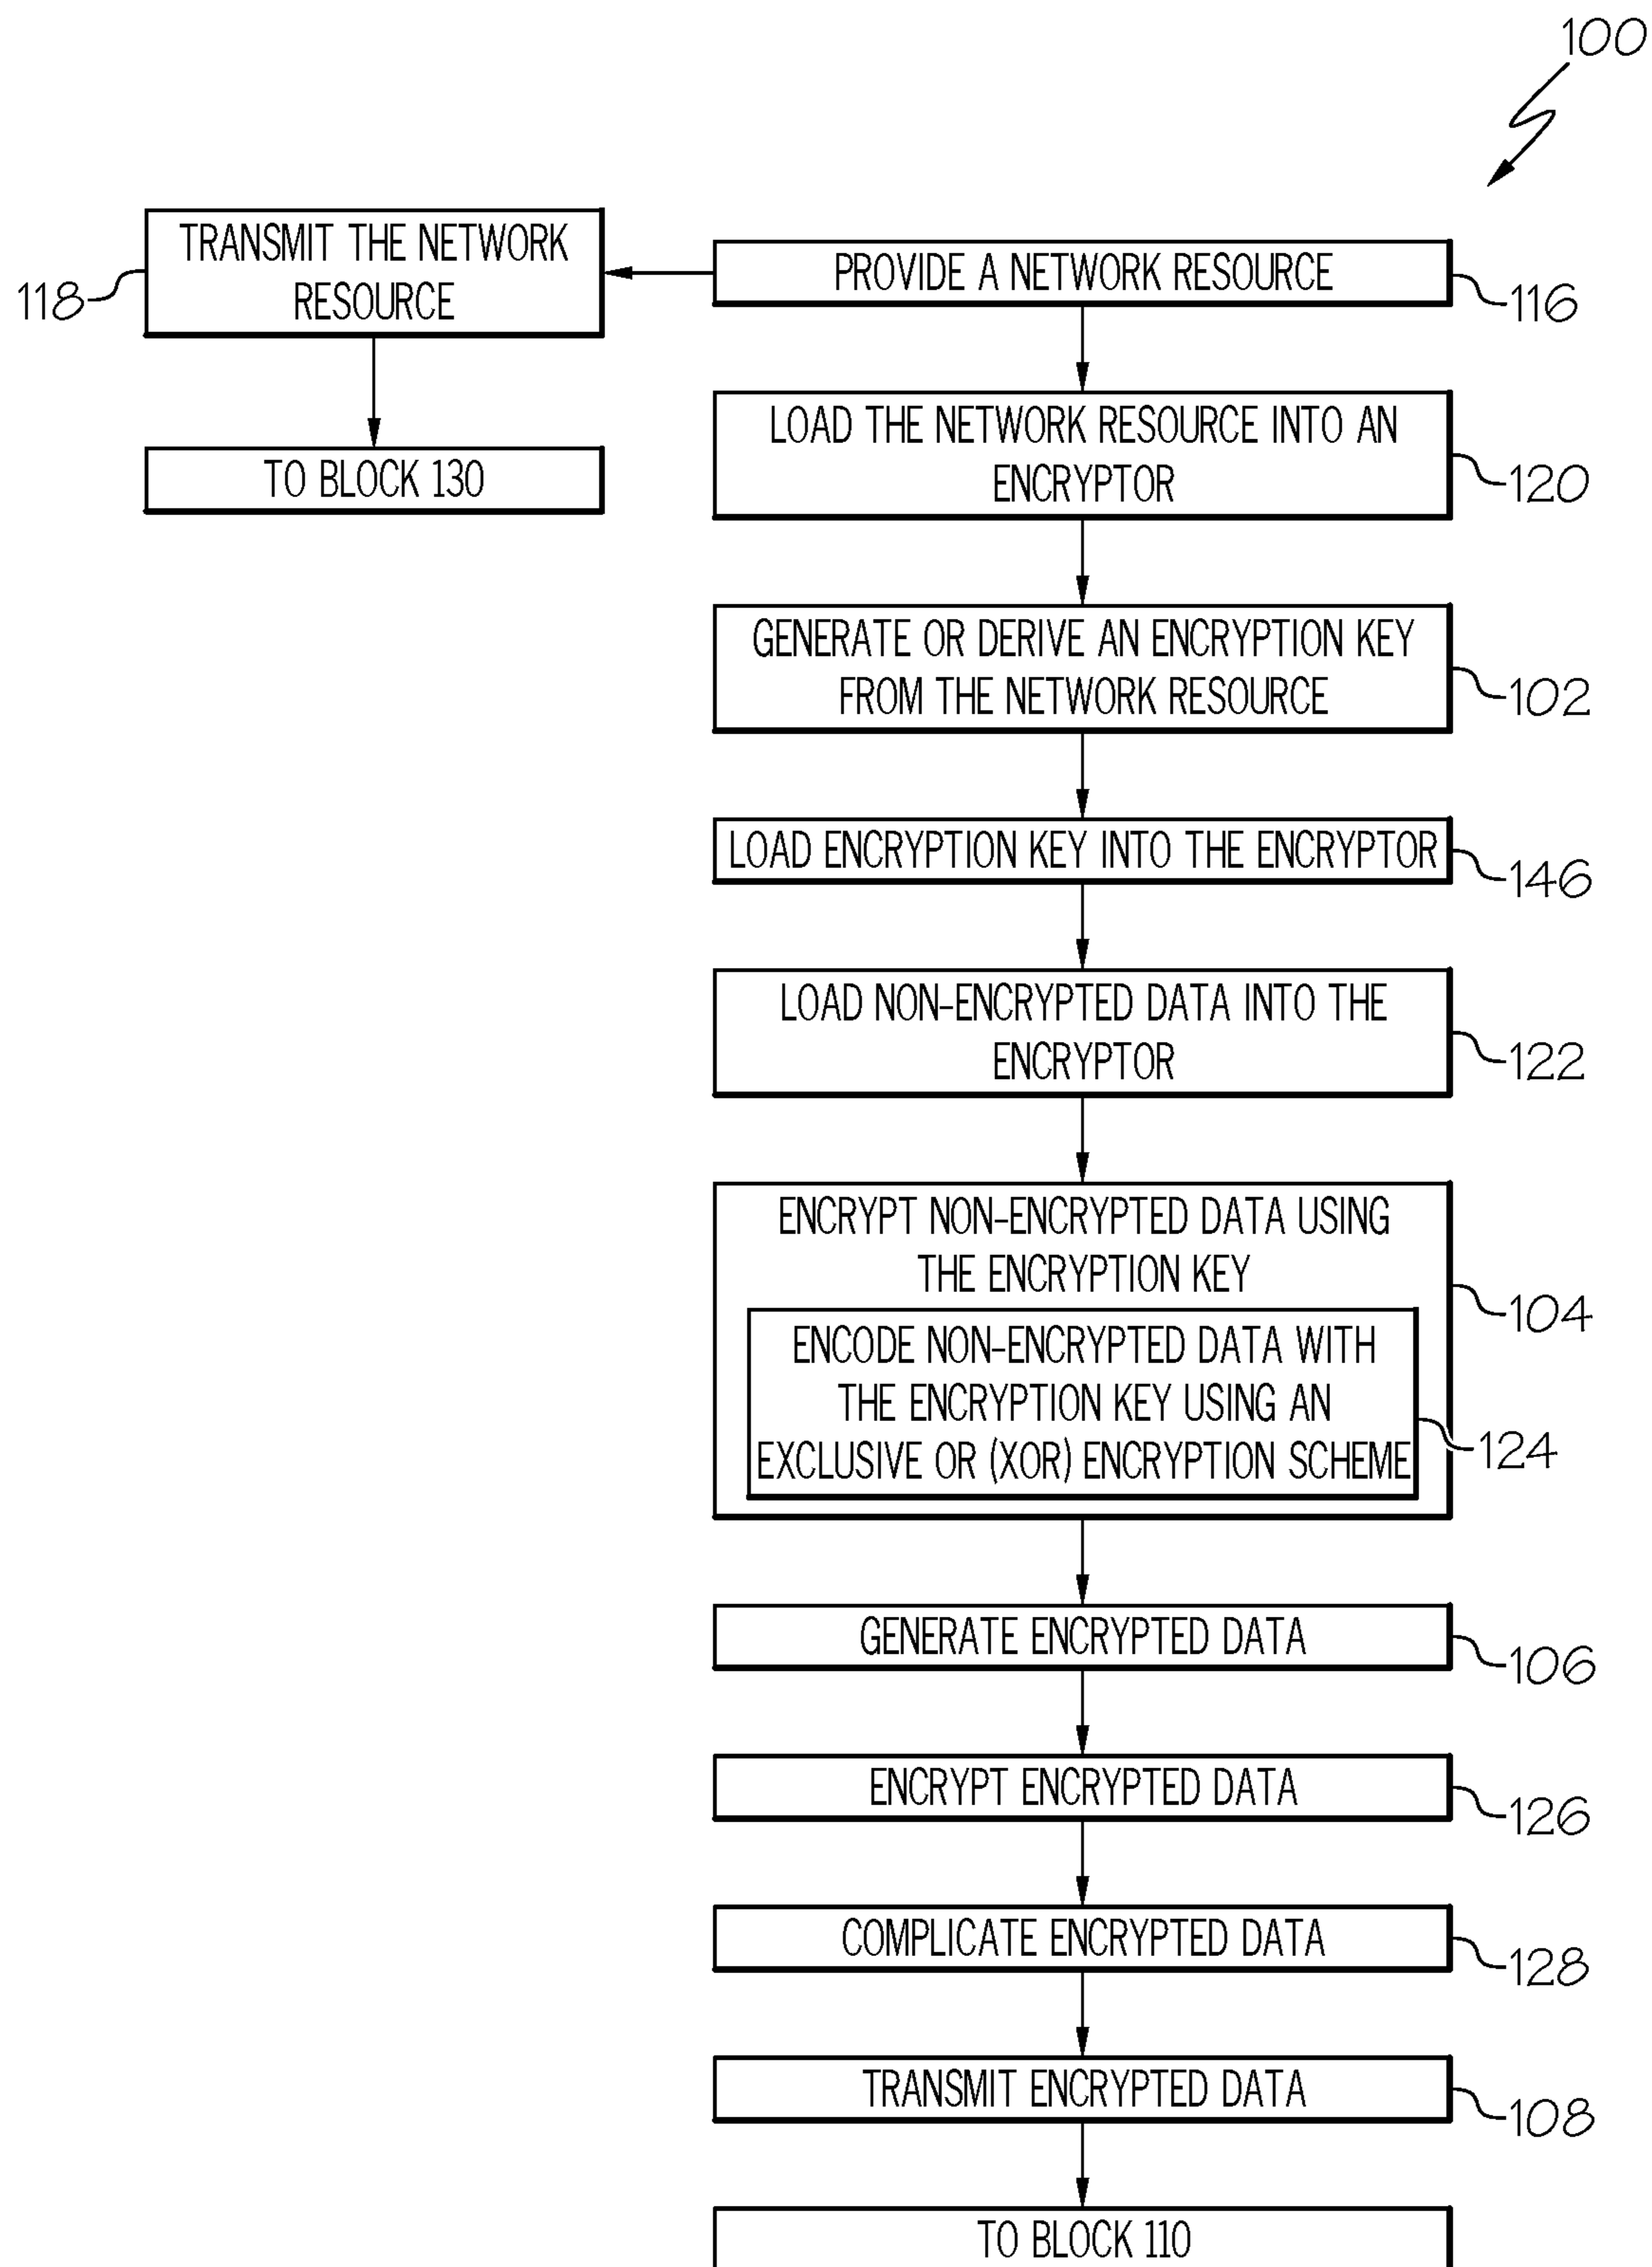 100
TRANSMIT THE NETWORK
RESOURCE
118
PROVIDE A NETWORK RESOURCE
116
TO BLOCK 130
LOAD THE NETWORK RESOURCE INTO AN
ENCRYPTOR
120
GENERATE OR DERIVE AN ENCRYPTION KEY
FROM THE NETWORK RESOURCE
102
LOAD ENCRYPTION KEY INTO THE ENCRYPTOR
146
LOAD NON-ENCRYPTED DATA INTO THE
ENCRYPTOR
122
ENCRYPT NON-ENCRYPTED DATA USING
THE ENCRYPTION KEY
104
ENCODE NON-ENCRYPTED DATA WITH
THE ENCRYPTION KEY USING AN
EXCLUSIVE OR (XOR) ENCRYPTION SCHEME
124
GENERATE ENCRYPTED DATA
106
ENCRYPT ENCRYPTED DATA
126
COMPLICATE ENCRYPTED DATA
128
TRANSMIT ENCRYPTED DATA
108
TO BLOCK 110